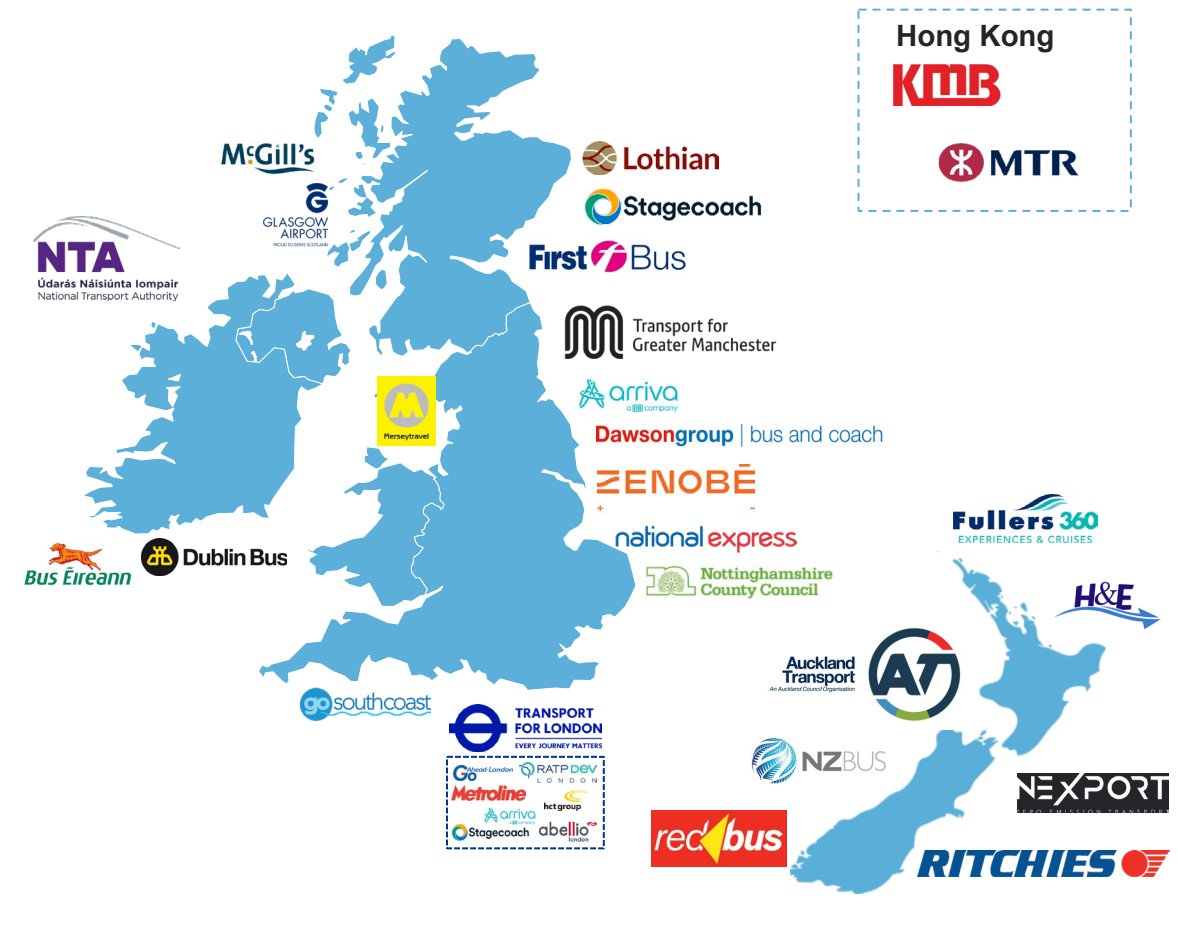 Hong Kong
KMB
MTR
McGill's
GLASGOW
AIRPORT
PROUD TO SERVE SCOTLAND
Lothian
Stagecoach
First Bus
NTA
Údarás Náisiúnta Iompair
National Transport Authority
Transport for
Greater Manchester
M
Merseytravel
arriva
a DB company
Dawsongroup | bus and coach
ZENOBĒ
national express
Nottinghamshire
County Council
Bus Éireann
Dublin Bus
Fullers 360
EXPERIENCES & CRUISES
H&E
Auckland
Transport
An Auckland Council Organisation
AT
go southcoast
TRANSPORT
FOR LONDON
EVERY JOURNEY MATTERS
Go Ahead-London
RATP DEV
LONDON
Metroline
hct group
arriva
a DB company
Stagecoach
abellio
london
NZBUS
NEXPORT
ZERO EMISSION TRANSPORT
redbus
RITCHIES